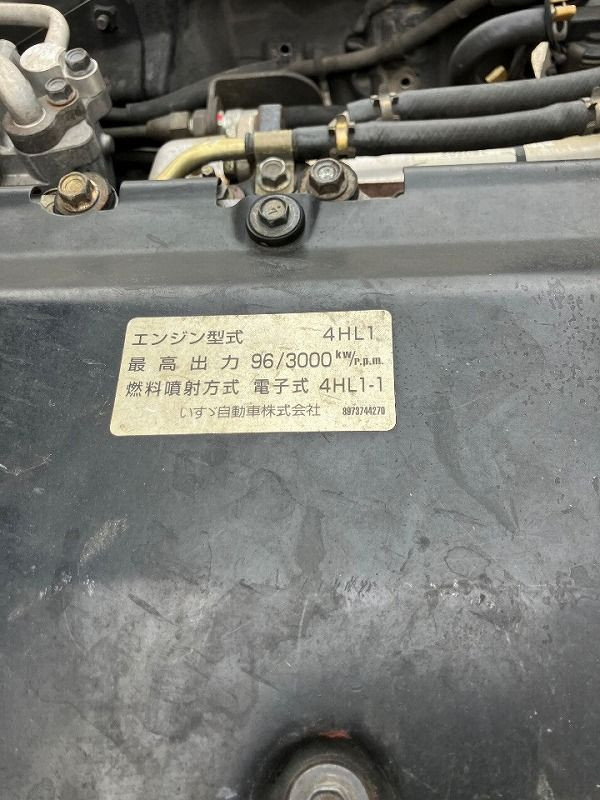 エンジン型式 4HL1
最高出力 96/3000 kW/r.p.m.
燃料噴射方式 電子式 4HL1-1
いすゞ自動車株式会社 8973744270